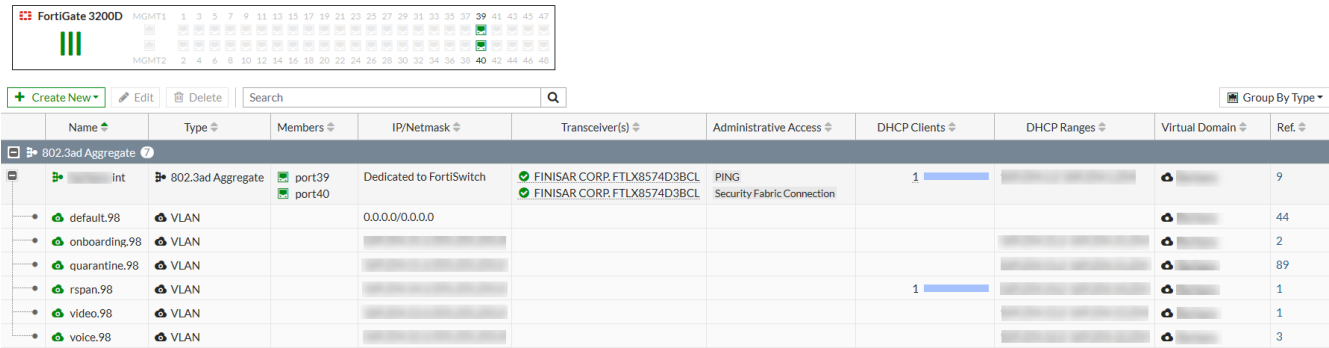 FortiGate 3200D
MGMT1 1 3 5 7 9 11 13 15 17 19 21 23 25 27 29 31 33 35 37 39 41 43 45 47
MGMT2 2 4 6 8 10 12 14 16 18 20 22 24 26 28 30 32 34 36 38 40 42 44 46 48
Create New Edit Delete Search Group By Type
Name Type Members IP/Netmask Transceiver(s) Administrative Access DHCP Clients DHCP Ranges Virtual Domain Ref.
802.3ad Aggregate 7
int 802.3ad Aggregate port39 Dedicated to FortiSwitch FINISAR CORP. FTLX8574D3BCL PING 1 9
port40 FINISAR CORP. FTLX8574D3BCL Security Fabric Connection
default.98 VLAN 0.0.0.0/0.0.0.0 44
onboarding.98 VLAN 2
quarantine.98 VLAN 89
rspan.98 VLAN 1 1
video.98 VLAN 1
voice.98 VLAN 3